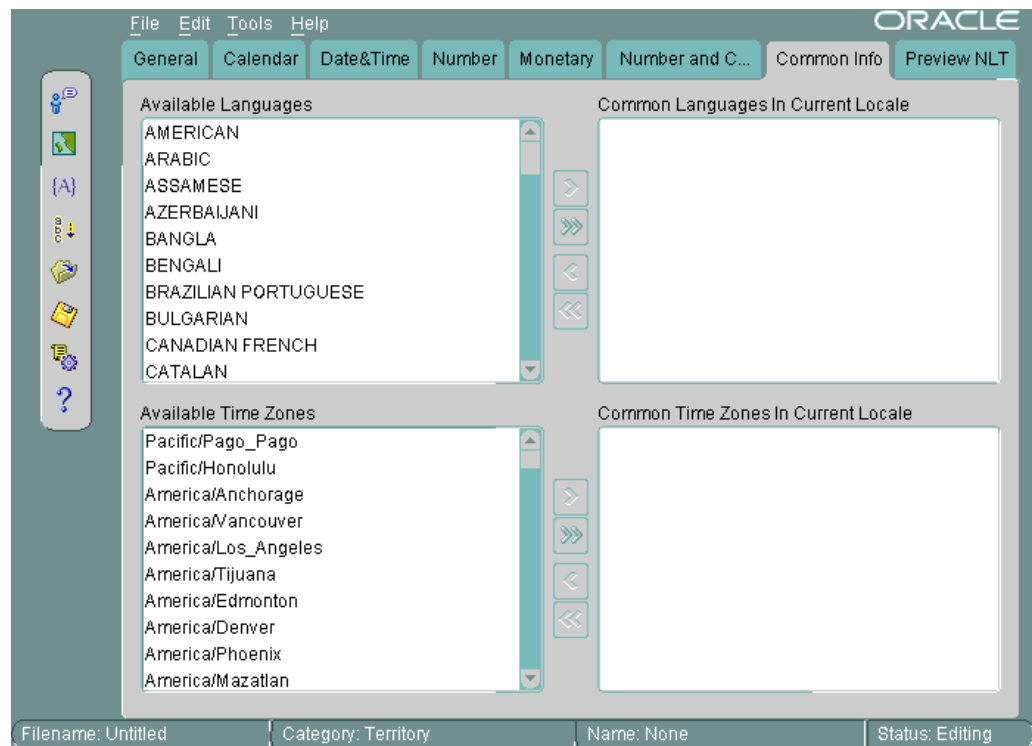 File Edit Tools Help
ORACLE
General Calendar Date&Time Number Monetary Number and C... Common Info Preview NLT
Available Languages
AMERICAN
ARABIC
ASSAMESE
AZERBAIJANI
BANGLA
BENGALI
BRAZILIAN PORTUGUESE
BULGARIAN
CANADIAN FRENCH
CATALAN
Common Languages In Current Locale
{A}
a
b
c
?
Available Time Zones
Pacific/Pago_Pago
Pacific/Honolulu
America/Anchorage
America/Vancouver
America/Los_Angeles
America/Tijuana
America/Edmonton
America/Denver
America/Phoenix
America/Mazatlan
Common Time Zones In Current Locale
Filename: Untitled Category: Territory Name: None Status: Editing